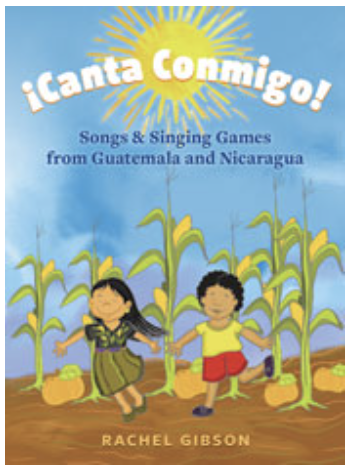 ¡Canta Conmigo!
Songs & Singing Games
from Guatemala and Nicaragua
RACHEL GIBSON